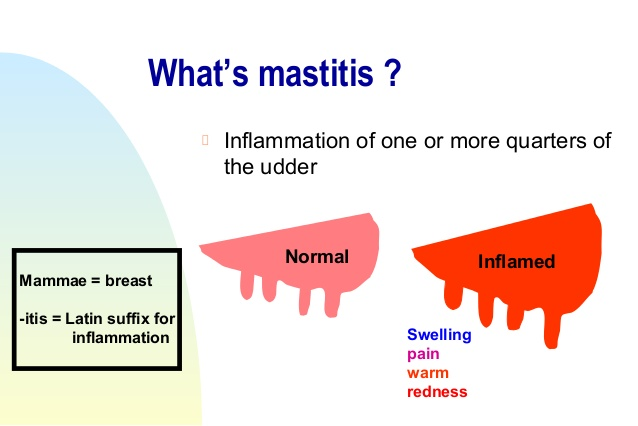 What’s mastitis ?
Inflammation of one or more quarters of
the udder
Normal
Inflamed
Mammae = breast
-itis = Latin suffix for
inflammation
Swelling
pain
warm
redness